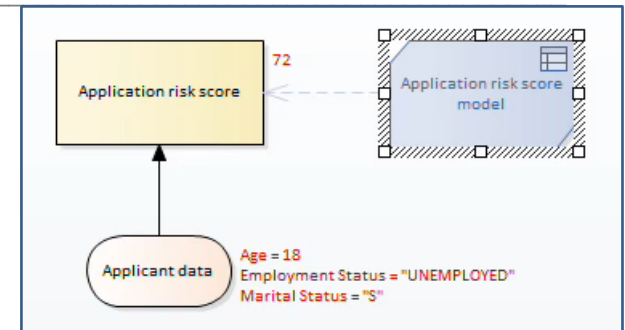 72
Application risk score
Application risk score
model
Applicant data
Age = 18
Employment Status = "UNEMPLOYED"
Marital Status = "S"